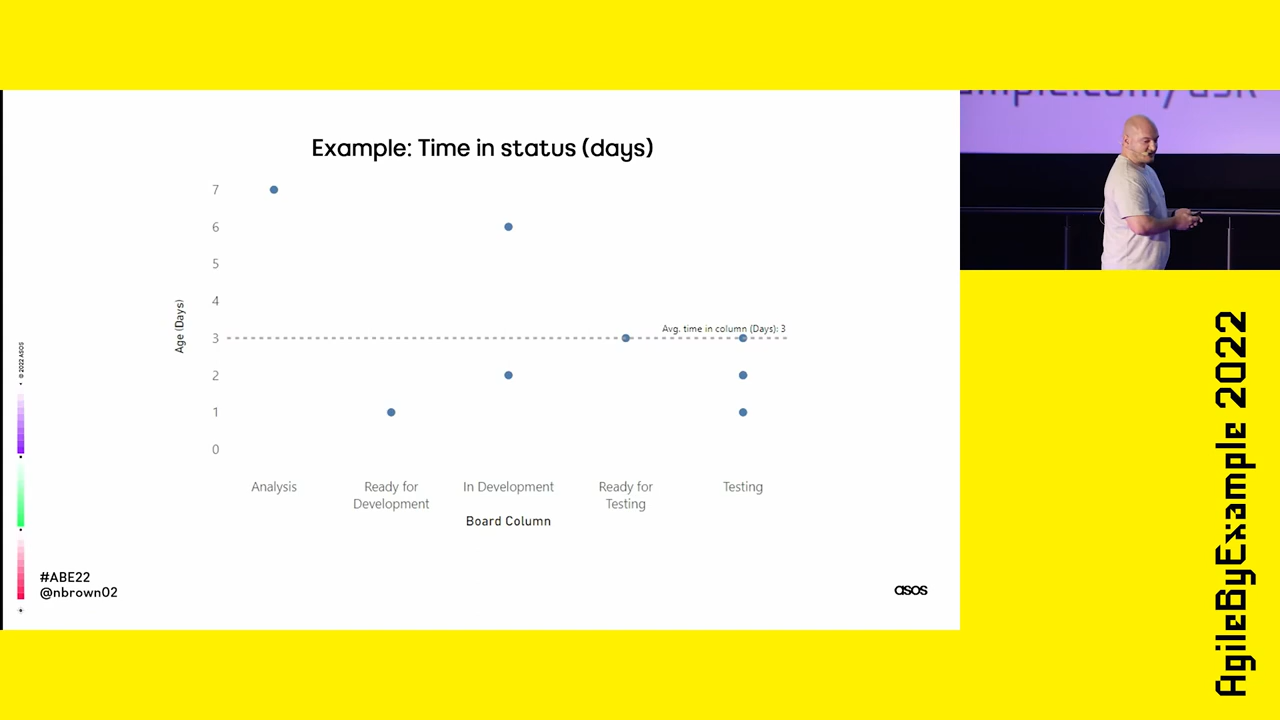 Example: Time in status (days)
7
6
5
4
3
2
1
0
Age (Days)
Avg. time in column (Days): 3
Analysis
Ready for
Development
In Development
Ready for
Testing
Testing
Board Column
© 2022 ASOS
#ABE22
@nbrown02
asos
AgileByExample 2022